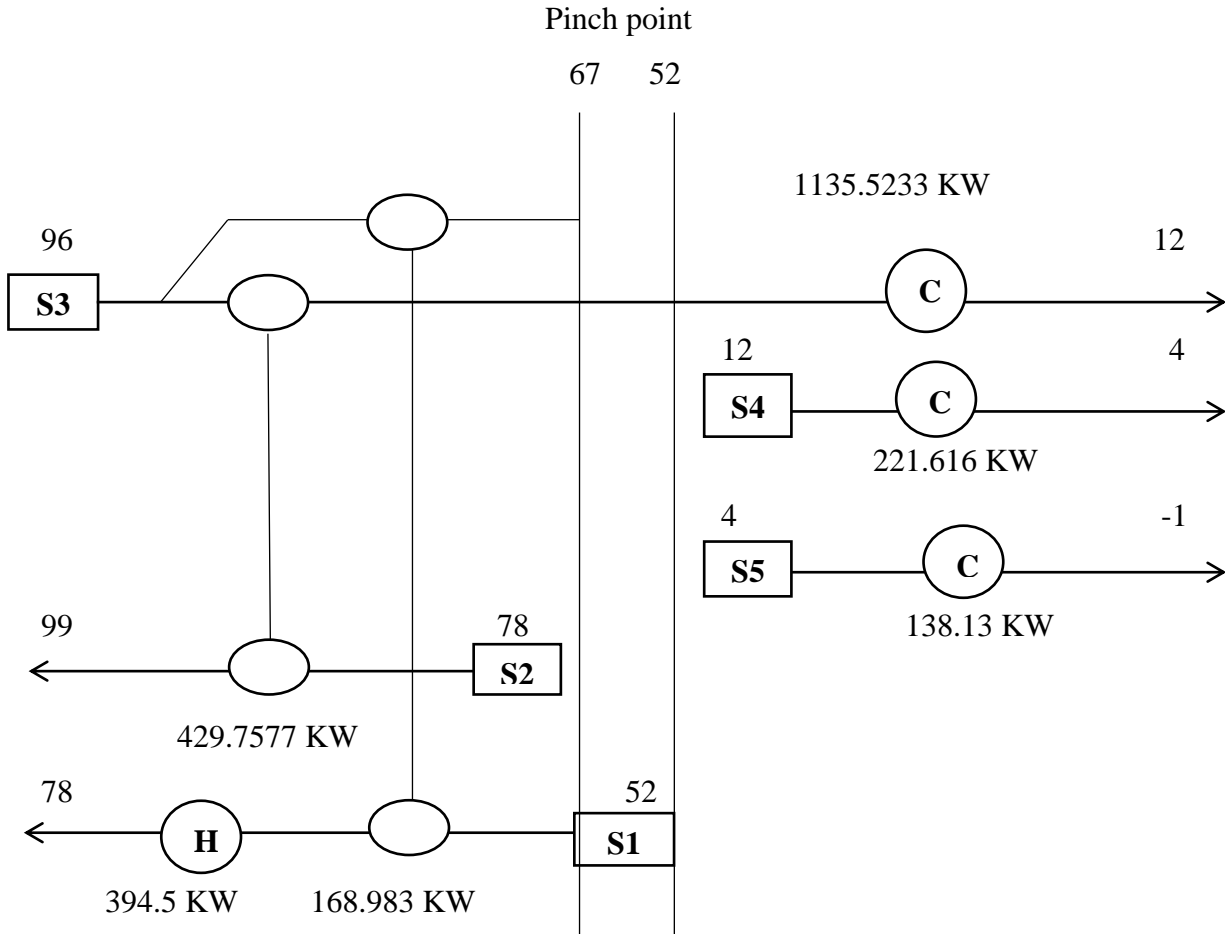 Pinch point
67 52
1135.5233 KW
96 12
S3 C
12 4
S4 C
221.616 KW
4 -1
S5 C
138.13 KW
99 78
S2
429.7577 KW
78 52
H S1
394.5 KW 168.983 KW